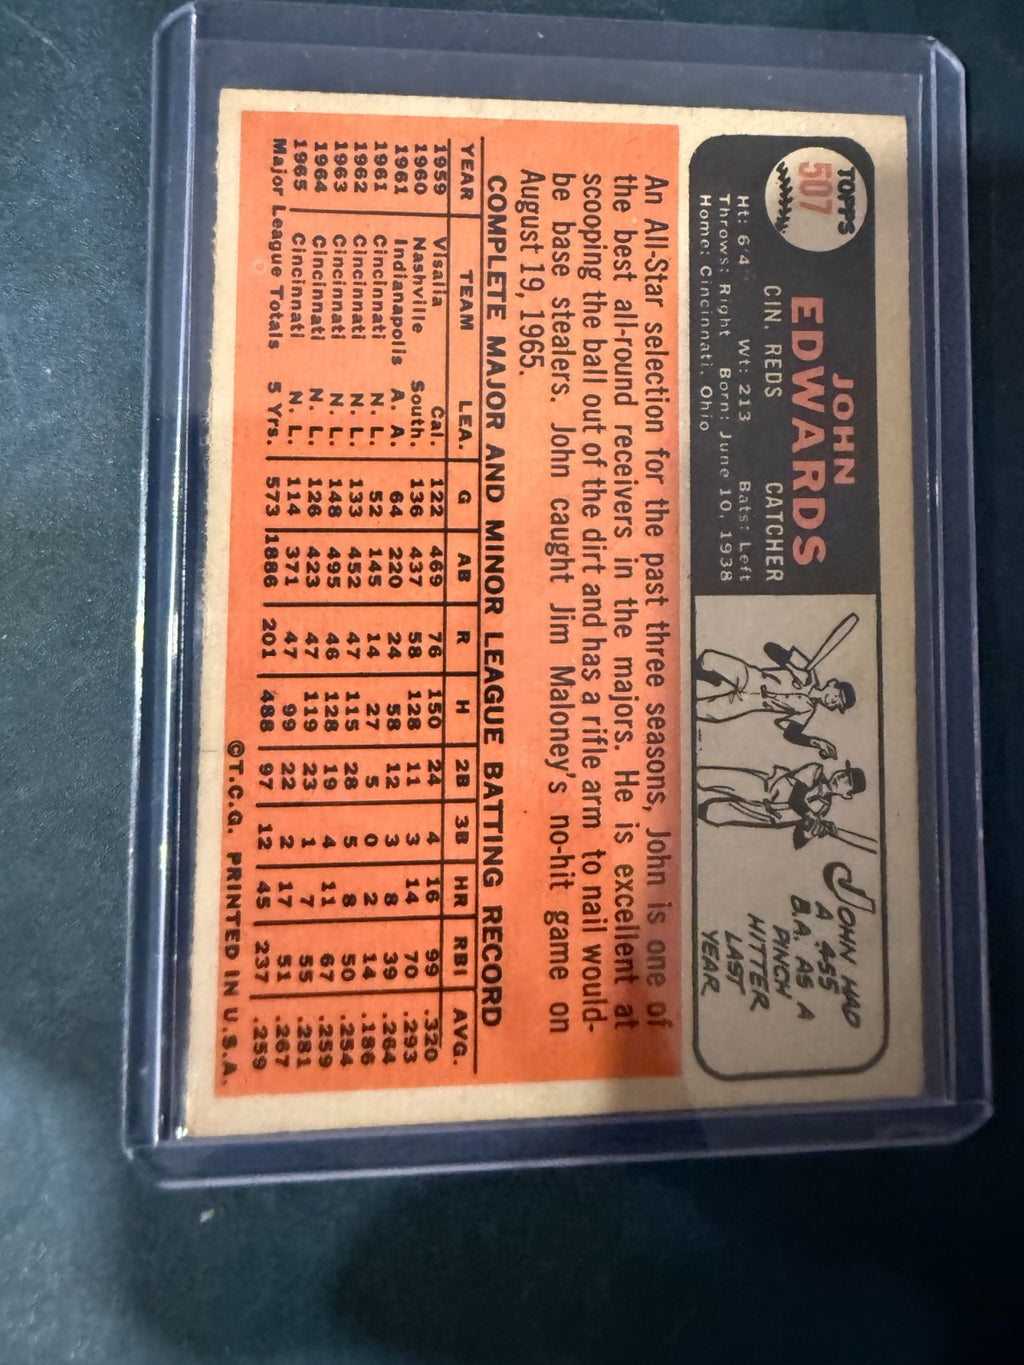 TOPPS
507
JOHN
EDWARDS
CIN. REDS CATCHER
Ht: 6'4" Wt: 213 Bats: Left
Throws: Right Born: June 10, 1938
Home: Cincinnati, Ohio
JOHN HAD
A .455
B.A. AS A
PINCH
HITTER
LAST
YEAR
An All-Star selection for the past three seasons, John is one of
the best all-round receivers in the majors. He is excellent at
scooping the ball out of the dirt and has a rifle arm to nail would-
be base stealers. John caught Jim Maloney's no-hit game on
August 19, 1965.
COMPLETE MAJOR AND MINOR LEAGUE BATTING RECORD
YEAR TEAM LEA. G AB R H 2B 3B HR RBI AVG.
1959 Visalia Cal. 122 469 76 150 24 4 16 99 .320
1960 Nashville South. 136 437 58 128 11 3 14 70 .293
1961 Indianapolis A. A. 64 220 24 58 12 3 8 39 .264
1961 Cincinnati N. L. 52 145 14 27 5 0 2 14 .186
1962 Cincinnati N. L. 133 452 47 115 28 5 8 50 .254
1963 Cincinnati N. L. 148 495 46 128 19 4 11 67 .259
1964 Cincinnati N. L. 126 423 47 119 23 1 7 55 .281
1965 Cincinnati N. L. 114 371 47 99 22 2 17 51 .267
Major League Totals 5 Yrs. 573 1886 201 488 97 12 45 237 .259
©T.C.G. PRINTED IN U.S.A.